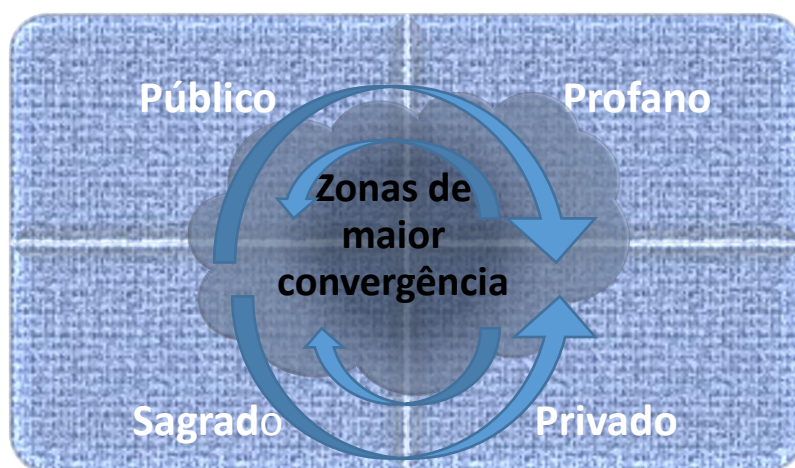 Público
Profano
Zonas de
maior
convergência
Sagrado
Privado